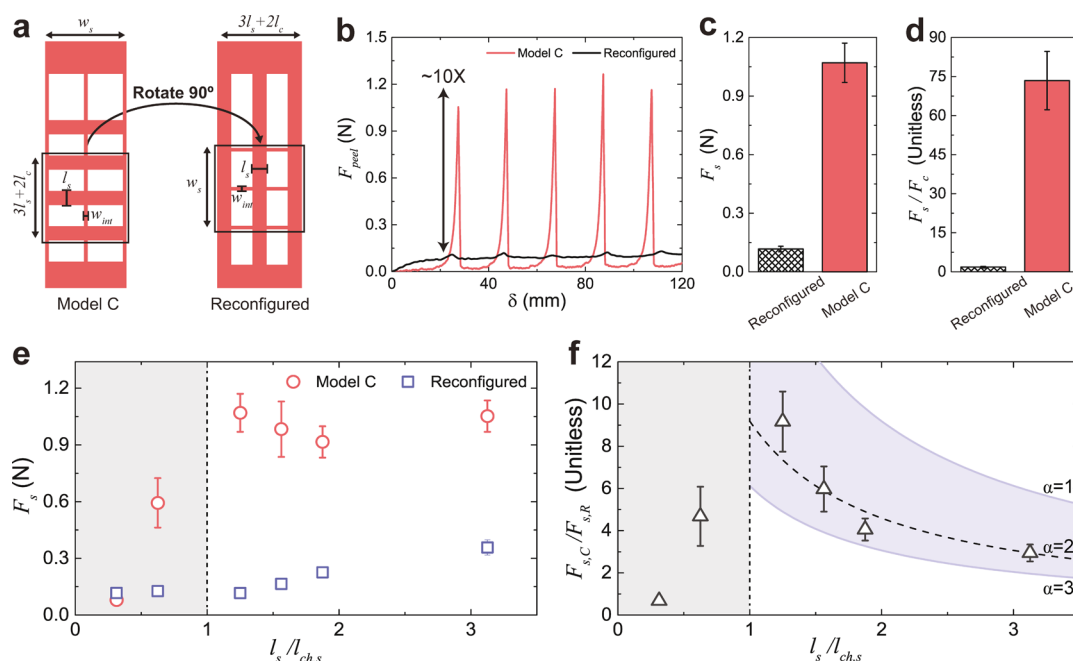 a
w_s
3l_s+2l_c
Rotate 90º
3l_s+2l_c
l_s
w_int
w_s
l_s
w_int
Model C
Reconfigured
b
Model C
Reconfigured
~10X
F_peel (N)
1.5
1.2
0.9
0.6
0.3
0.0
0
40
80
120
δ (mm)
c
F_s (N)
1.2
0.9
0.6
0.3
0.0
Reconfigured
Model C
d
F_s / F_c (Unitless)
90
75
60
45
30
15
0
Reconfigured
Model C
e
Model C
Reconfigured
F_s (N)
1.2
0.9
0.6
0.3
0.0
0
1
2
3
l_s/l_ch,s
f
F_s,C /F_s,R (Unitless)
12
10
8
6
4
2
0
α=1
α=2
α=3
0
1
2
3
l_s/l_ch,s